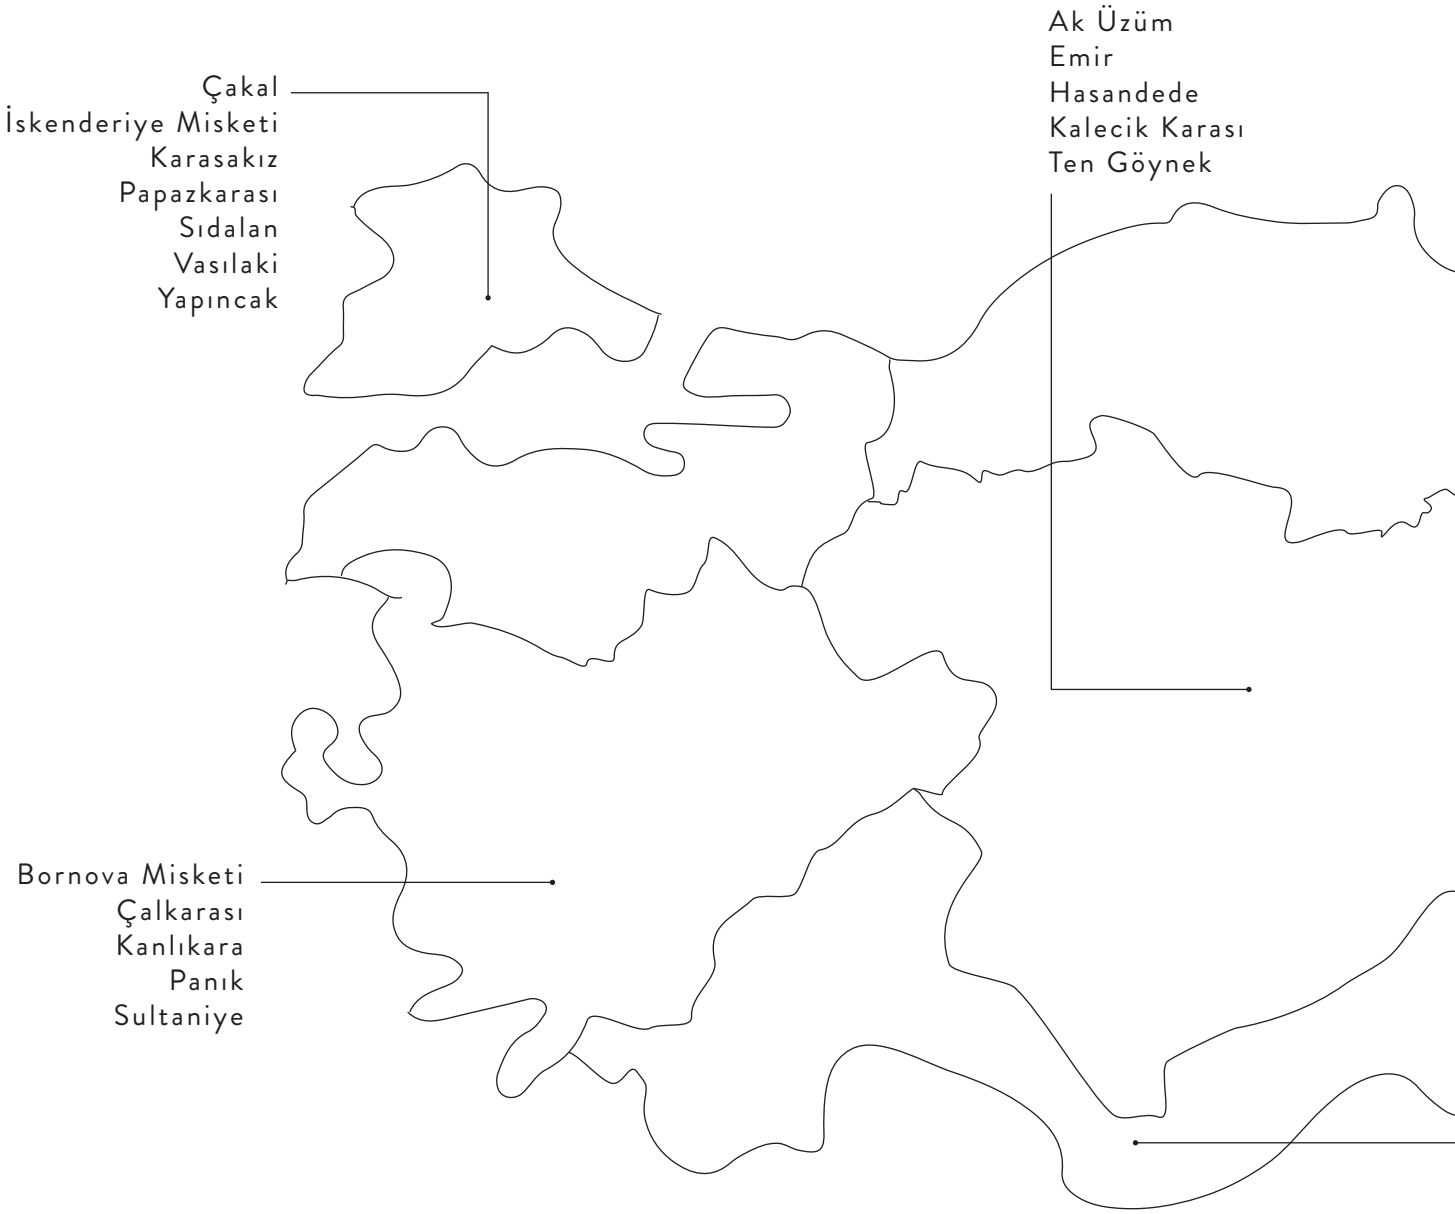 Çakal
İskenderiye Misketi
Karasakız
Papazkarası
Sıdalan
Vasılaki
Yapıncak
Ak Üzüm
Emir
Hasandede
Kalecik Karası
Ten Göynek
Bornova Misketi
Çalkarası
Kanlıkara
Panık
Sultaniye